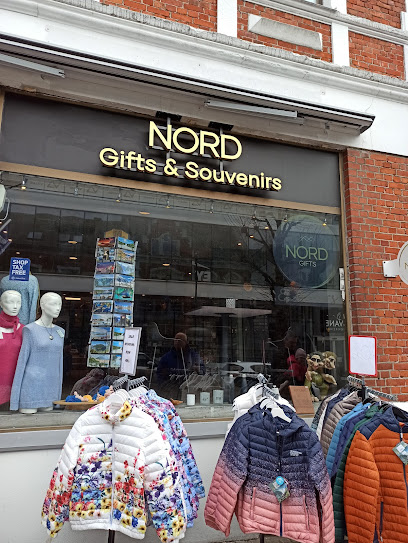 NORD
Gifts & Souvenirs
NORD
GIFTS
SHOP
TAX
FREE